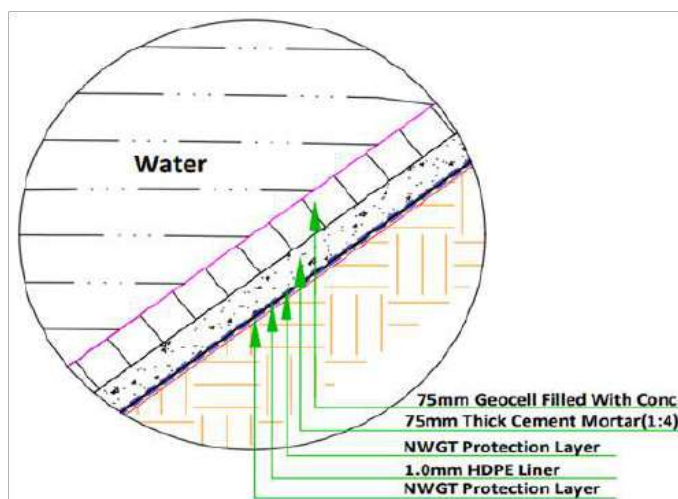 Water
75mm Geocell Filled With Conc
75mm Thick Cement Mortar(1:4)
NWGT Protection Layer
1.0mm HDPE Liner
NWGT Protection Layer